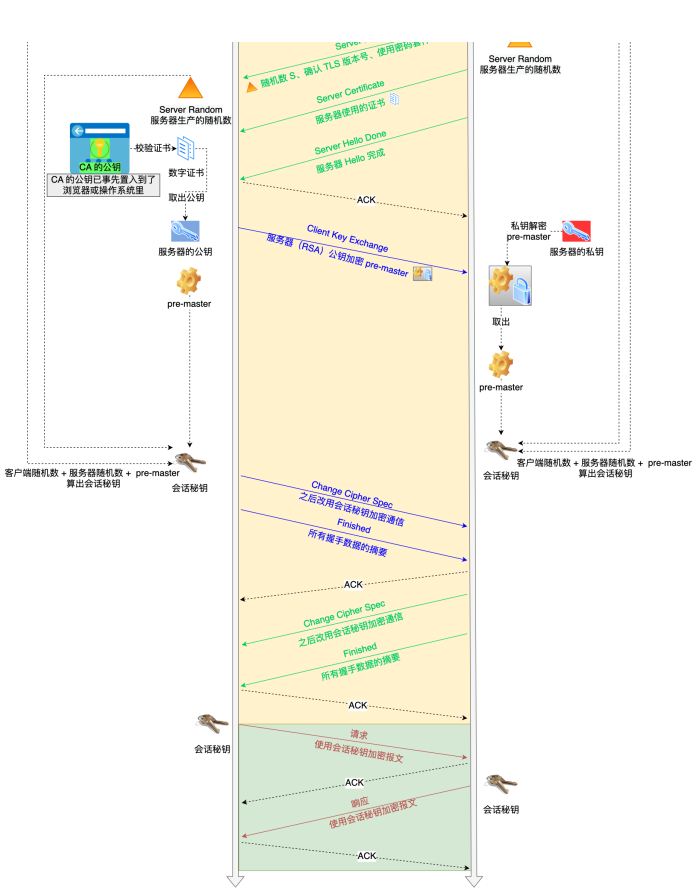 Server
随机数 S、确认 TLS 版本号、使用密码套件
Server Random
服务器生产的随机数
Server Random
服务器生产的随机数
Server Certificate
服务器使用的证书
CA 的公钥
校验证书
数字证书
CA 的公钥已事先置入到了
浏览器或操作系统里
取出公钥
Server Hello Done
服务器 Hello 完成
ACK
服务器的公钥
Client Key Exchange
服务器（RSA）公钥加密 pre-master
私钥解密
pre-master
服务器的私钥
pre-master
取出
pre-master
客户端随机数 + 服务器随机数 + pre-master
算出会话秘钥
会话秘钥
会话秘钥
客户端随机数 + 服务器随机数 + pre-master
算出会话秘钥
Change Cipher Spec
之后改用会话秘钥加密通信
Finished
所有握手数据的摘要
ACK
Change Cipher Spec
之后改用会话秘钥加密通信
Finished
所有握手数据的摘要
ACK
会话秘钥
请求
使用会话秘钥加密报文
ACK
会话秘钥
响应
使用会话秘钥加密报文
ACK